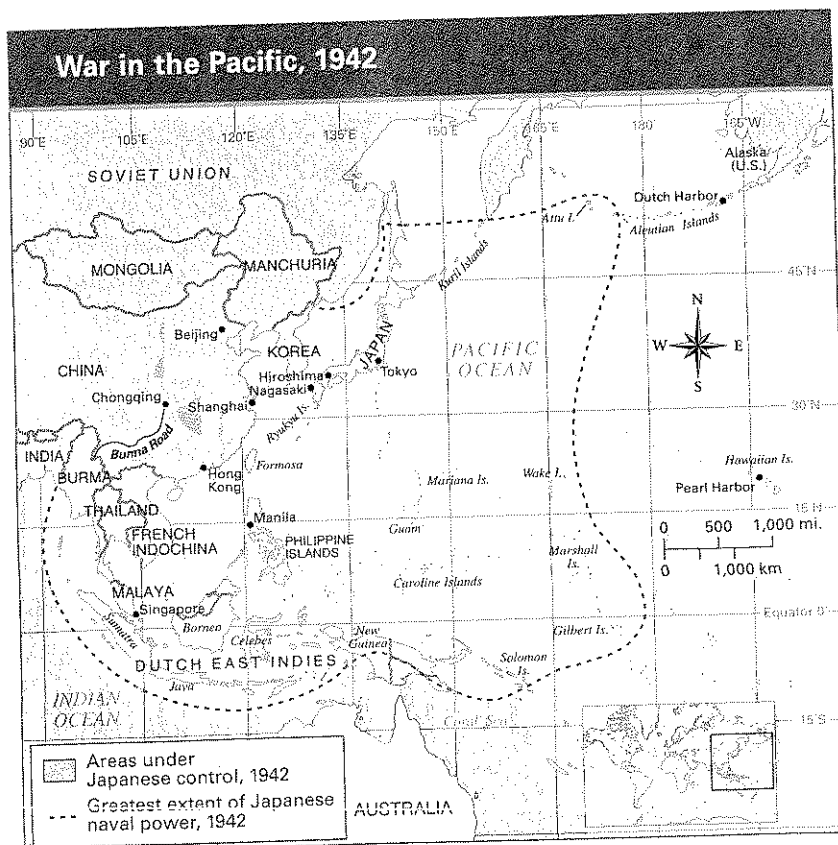 War in the Pacific, 1942
90°E 105°E 120°E 135°E 150°E 165°E 180° 165°W
SOVIET UNION
Alaska (U.S.)
Dutch Harbor
Attu I.
Aleutian Islands
MONGOLIA
MANCHURIA
Kuril Islands
45°N
N
W E
S
Beijing
KOREA
JAPAN
PACIFIC
OCEAN
CHINA
Hiroshima
Tokyo
Nagasaki
Chongqing
Shanghai
Ryukyu Is.
30°N
Burma Road
INDIA
BURMA
Hong
Kong
Formosa
Mariana Is.
Wake I.
Hawaiian Is.
Pearl Harbor
15°N
THAILAND
Manila
Guam
FRENCH
INDOCHINA
PHILIPPINE
ISLANDS
0 500 1,000 mi.
0 1,000 km
Marshall
Is.
Caroline Islands
MALAYA
Singapore
Equator 0°
Sumatra
Borneo
Celebes
New
Guinea
Gilbert Is.
DUTCH EAST INDIES
Solomon
Is.
Java
INDIAN
OCEAN
Coral Sea
15°S
Areas under
Japanese control, 1942
Greatest extent of Japanese
naval power, 1942
AUSTRALIA